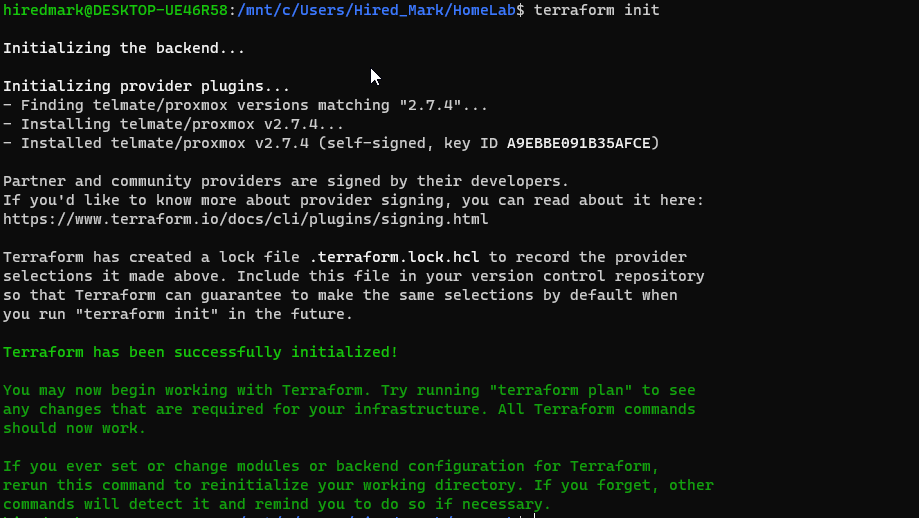 hiredmark@DESKTOP-UE46R58:/mnt/c/Users/Hired_Mark/HomeLab$ terraform init
Initializing the backend...
Initializing provider plugins...
- Finding telmate/proxmox versions matching "2.7.4"...
- Installing telmate/proxmox v2.7.4...
- Installed telmate/proxmox v2.7.4 (self-signed, key ID A9EBBE091B35AFCE)
Partner and community providers are signed by their developers.
If you'd like to know more about provider signing, you can read about it here:
https://www.terraform.io/docs/cli/plugins/signing.html
Terraform has created a lock file .terraform.lock.hcl to record the provider
selections it made above. Include this file in your version control repository
so that Terraform can guarantee to make the same selections by default when
you run "terraform init" in the future.
Terraform has been successfully initialized!
You may now begin working with Terraform. Try running "terraform plan" to see
any changes that are required for your infrastructure. All Terraform commands
should now work.
If you ever set or change modules or backend configuration for Terraform,
rerun this command to reinitialize your working directory. If you forget, other
commands will detect it and remind you to do so if necessary.